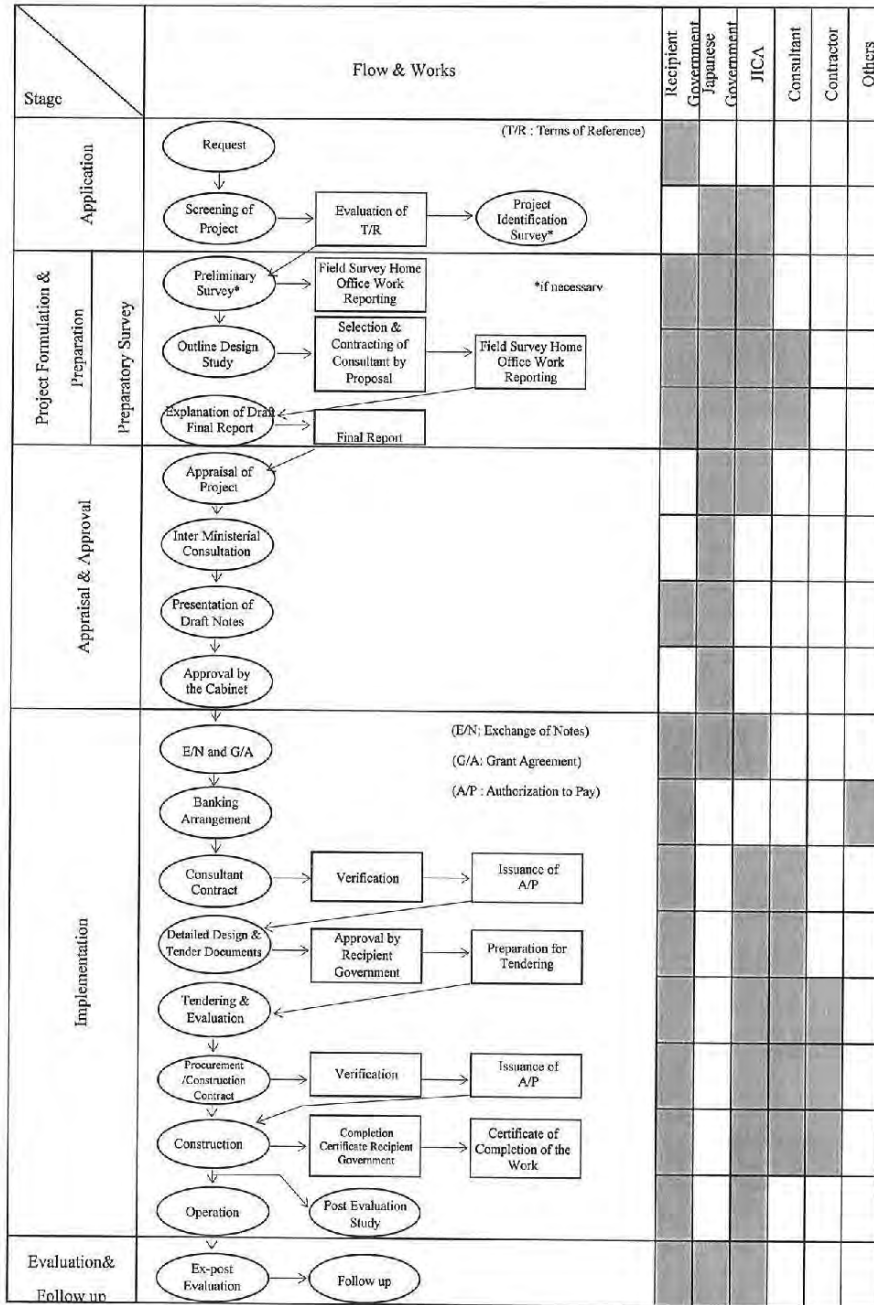 Stage
Flow & Works
Recipient
Government
Japanese
Government
JICA
Consultant
Contractor
Others
Application
Request
(T/R : Terms of Reference)
Screening of
Project
Evaluation of
T/R
Project
Identification
Survey*
Project Formulation &
Preparation
Preparatory Survey
Preliminary
Survey*
Field Survey Home
Office Work
Reporting
*if necessary
Outline Design
Study
Selection &
Contracting of
Consultant by
Proposal
Field Survey Home
Office Work
Reporting
Explanation of Draft
Final Report
Final Report
Appraisal & Approval
Appraisal of
Project
Inter Ministerial
Consultation
Presentation of
Draft Notes
Approval by
the Cabinet
Implementation
E/N and G/A
(E/N: Exchange of Notes)
(G/A: Grant Agreement)
(A/P : Authorization to Pay)
Banking
Arrangement
Consultant
Contract
Verification
Issuance of
A/P
Detailed Design &
Tender Documents
Approval by
Recipient
Government
Preparation for
Tendering
Tendering &
Evaluation
Procurement
/Construction
Contract
Verification
Issuance of
A/P
Construction
Completion
Certificate Recipient
Government
Certificate of
Completion of the
Work
Operation
Post Evaluation
Study
Evaluation&
Follow up
Ex-post
Evaluation
Follow up